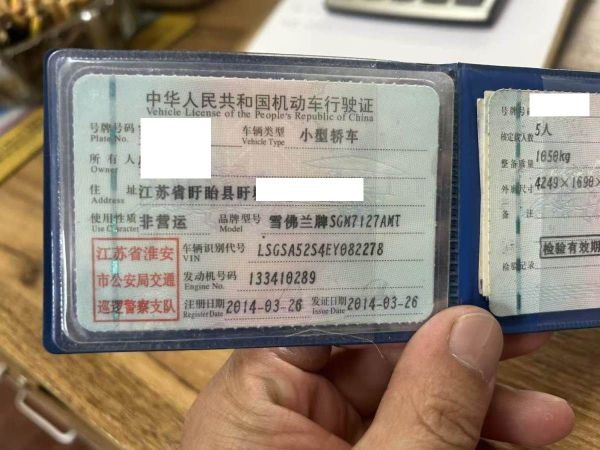 中华人民共和国机动车行驶证
Vehicle License of the People's Republic of China
号牌号码
Plate No.
车辆类型 小型轿车
Vehicle Type
所有人
Owner
住址 江苏省盱眙县盱
Address
使用性质 非营运 品牌型号 雪佛兰牌SGM7127AMT
Use Character Model
江苏省淮安
市公安局交通
巡逻警察支队
车辆识别代号 LSGSA52S4EY082278
VIN
发动机号码 133410289
Engine No.
注册日期 2014-03-26 发证日期 2014-03-26
Register Date Issue Date
号牌号码
核定载人数 5人
整备质量 1050kg
外廓尺寸 4249×1690×
备注
检验有效期
检验记录